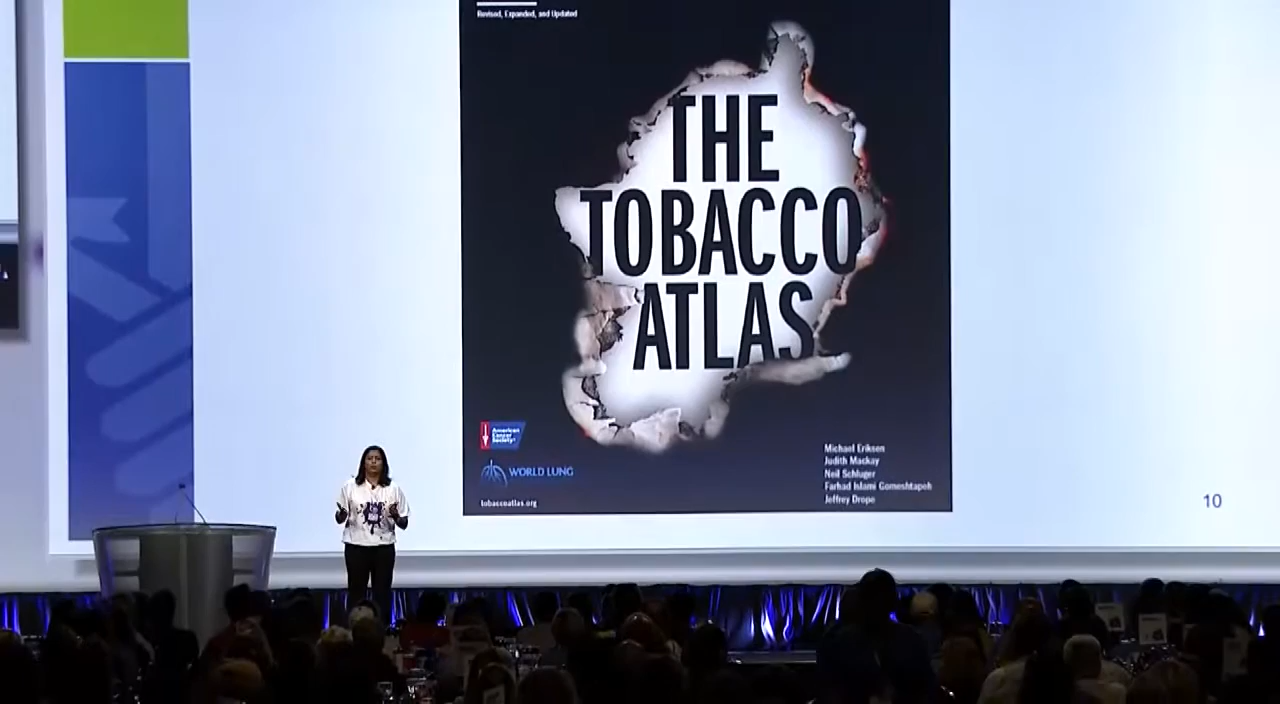 Revised, Expanded, and Updated
THE
TOBACCO
ATLAS
American
Cancer
Society
WORLD LUNG
tobaccoatlas.org
Michael Eriksen
Judith Mackay
Neil Schluger
Farhad Islami Gomeshtapeh
Jeffrey Drope
10